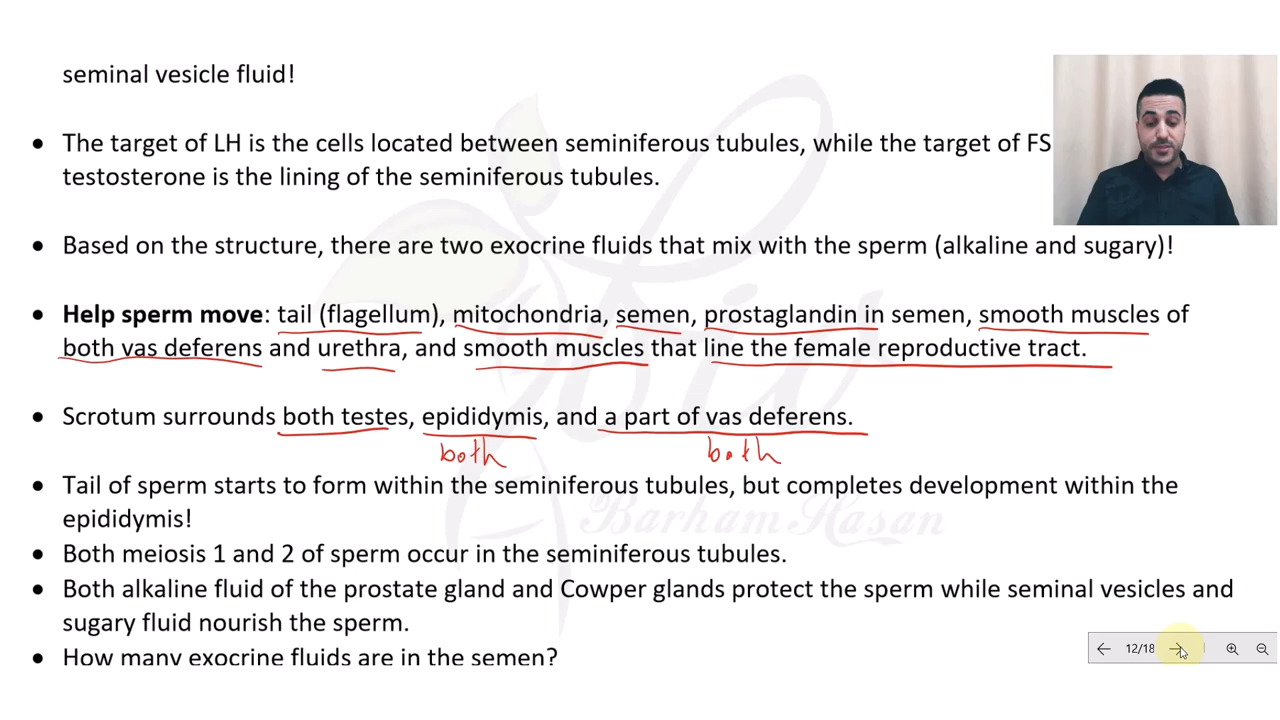 seminal vesicle fluid!
• The target of LH is the cells located between seminiferous tubules, while the target of FS
testosterone is the lining of the seminiferous tubules.
• Based on the structure, there are two exocrine fluids that mix with the sperm (alkaline and sugary)!
• Help sperm move: tail (flagellum), mitochondria, semen, prostaglandin in semen, smooth muscles of
both vas deferens and urethra, and smooth muscles that line the female reproductive tract.
• Scrotum surrounds both testes, epididymis, and a part of vas deferens.
both both
• Tail of sperm starts to form within the seminiferous tubules, but completes development within the
epididymis!
Barham Hasan
• Both meiosis 1 and 2 of sperm occur in the seminiferous tubules.
• Both alkaline fluid of the prostate gland and Cowper glands protect the sperm while seminal vesicles and
sugary fluid nourish the sperm.
12/18
• How many exocrine fluids are in the semen?